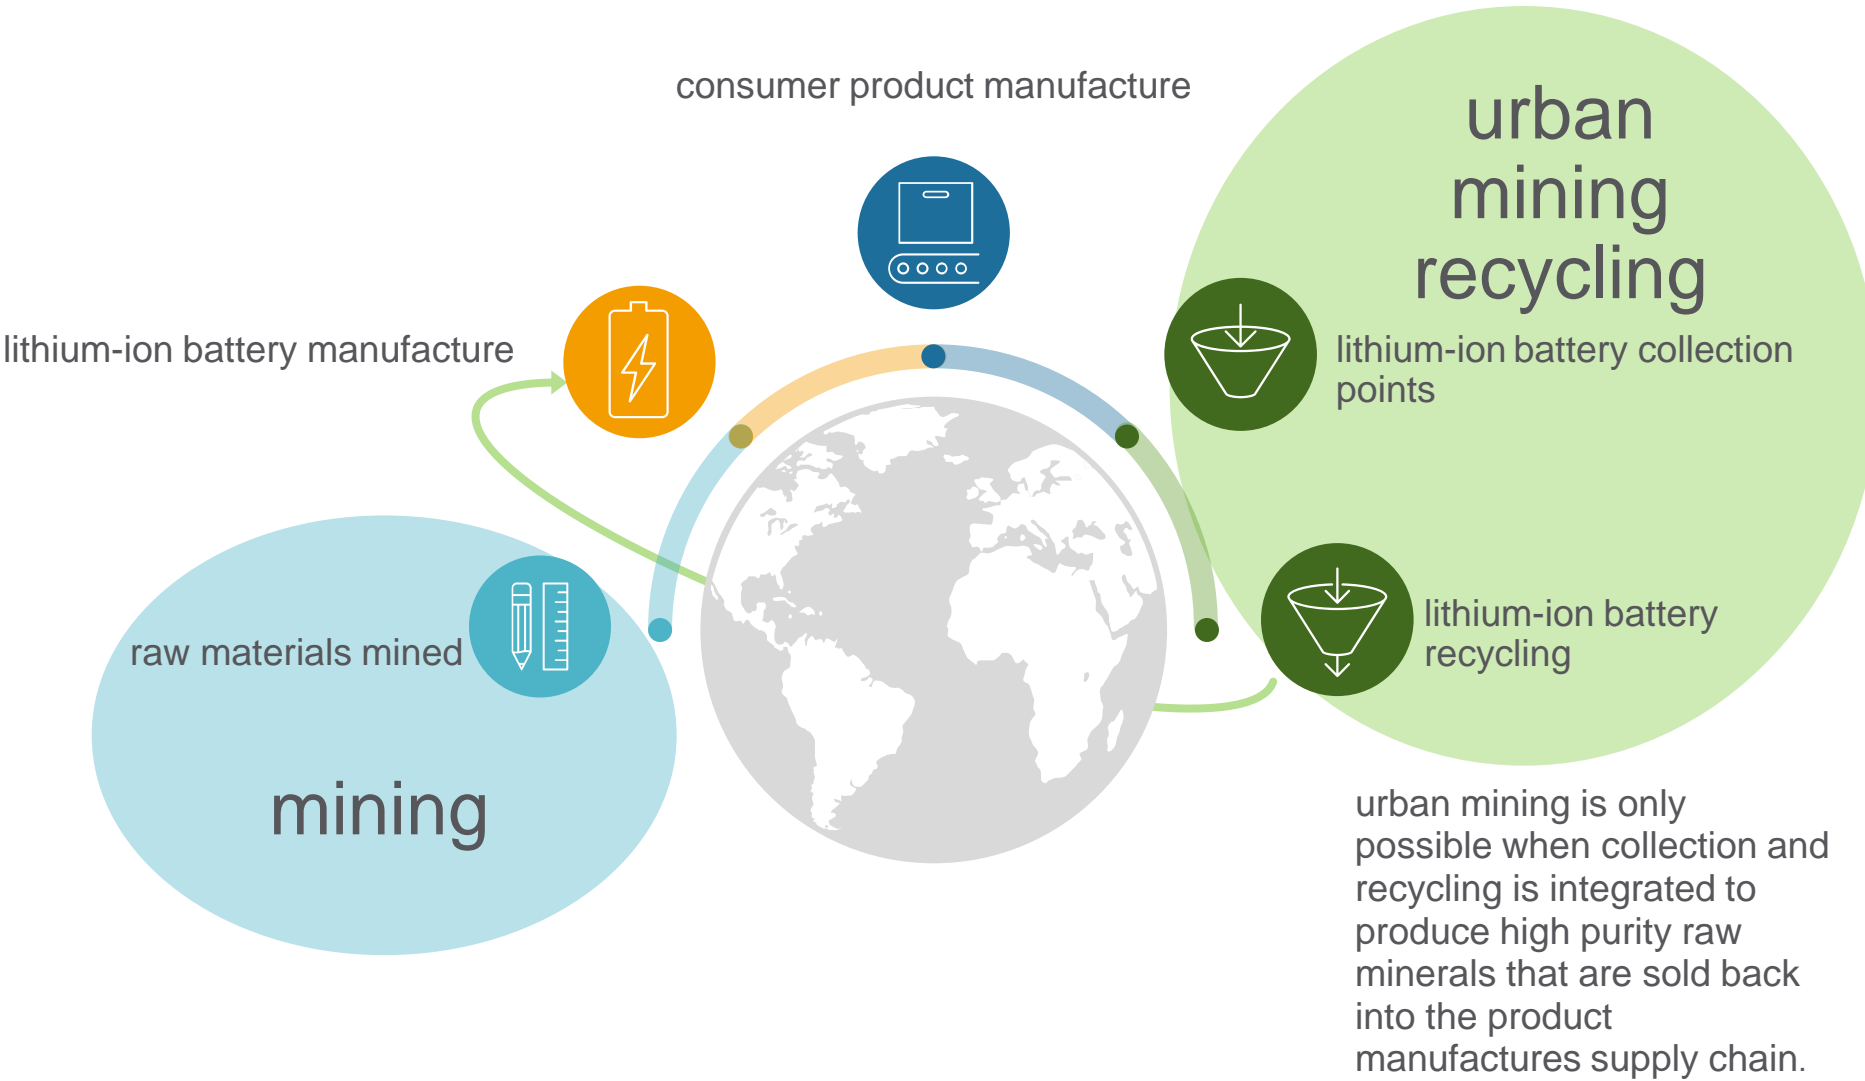 consumer product manufacture
urban
mining
recycling
lithium-ion battery manufacture
lithium-ion battery collection
points
raw materials mined
lithium-ion battery
recycling
mining
urban mining is only
possible when collection and
recycling is integrated to
produce high purity raw
minerals that are sold back
into the product
manufactures supply chain.